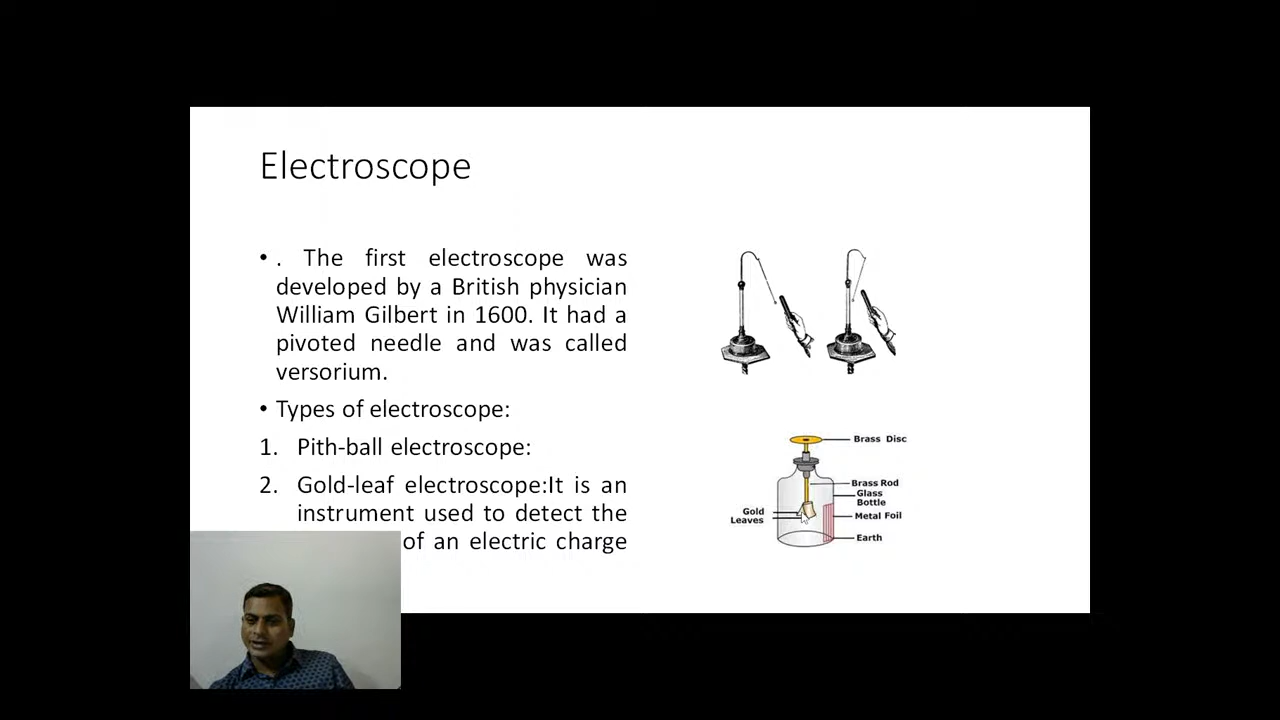 Electroscope
• . The first electroscope was
developed by a British physician
William Gilbert in 1600. It had a
pivoted needle and was called
versorium.
• Types of electroscope:
1. Pith-ball electroscope:
2. Gold-leaf electroscope:It is an
instrument used to detect the
of an electric charge
Brass Disc
Brass Rod
Glass
Bottle
Gold
Leaves
Metal Foil
Earth